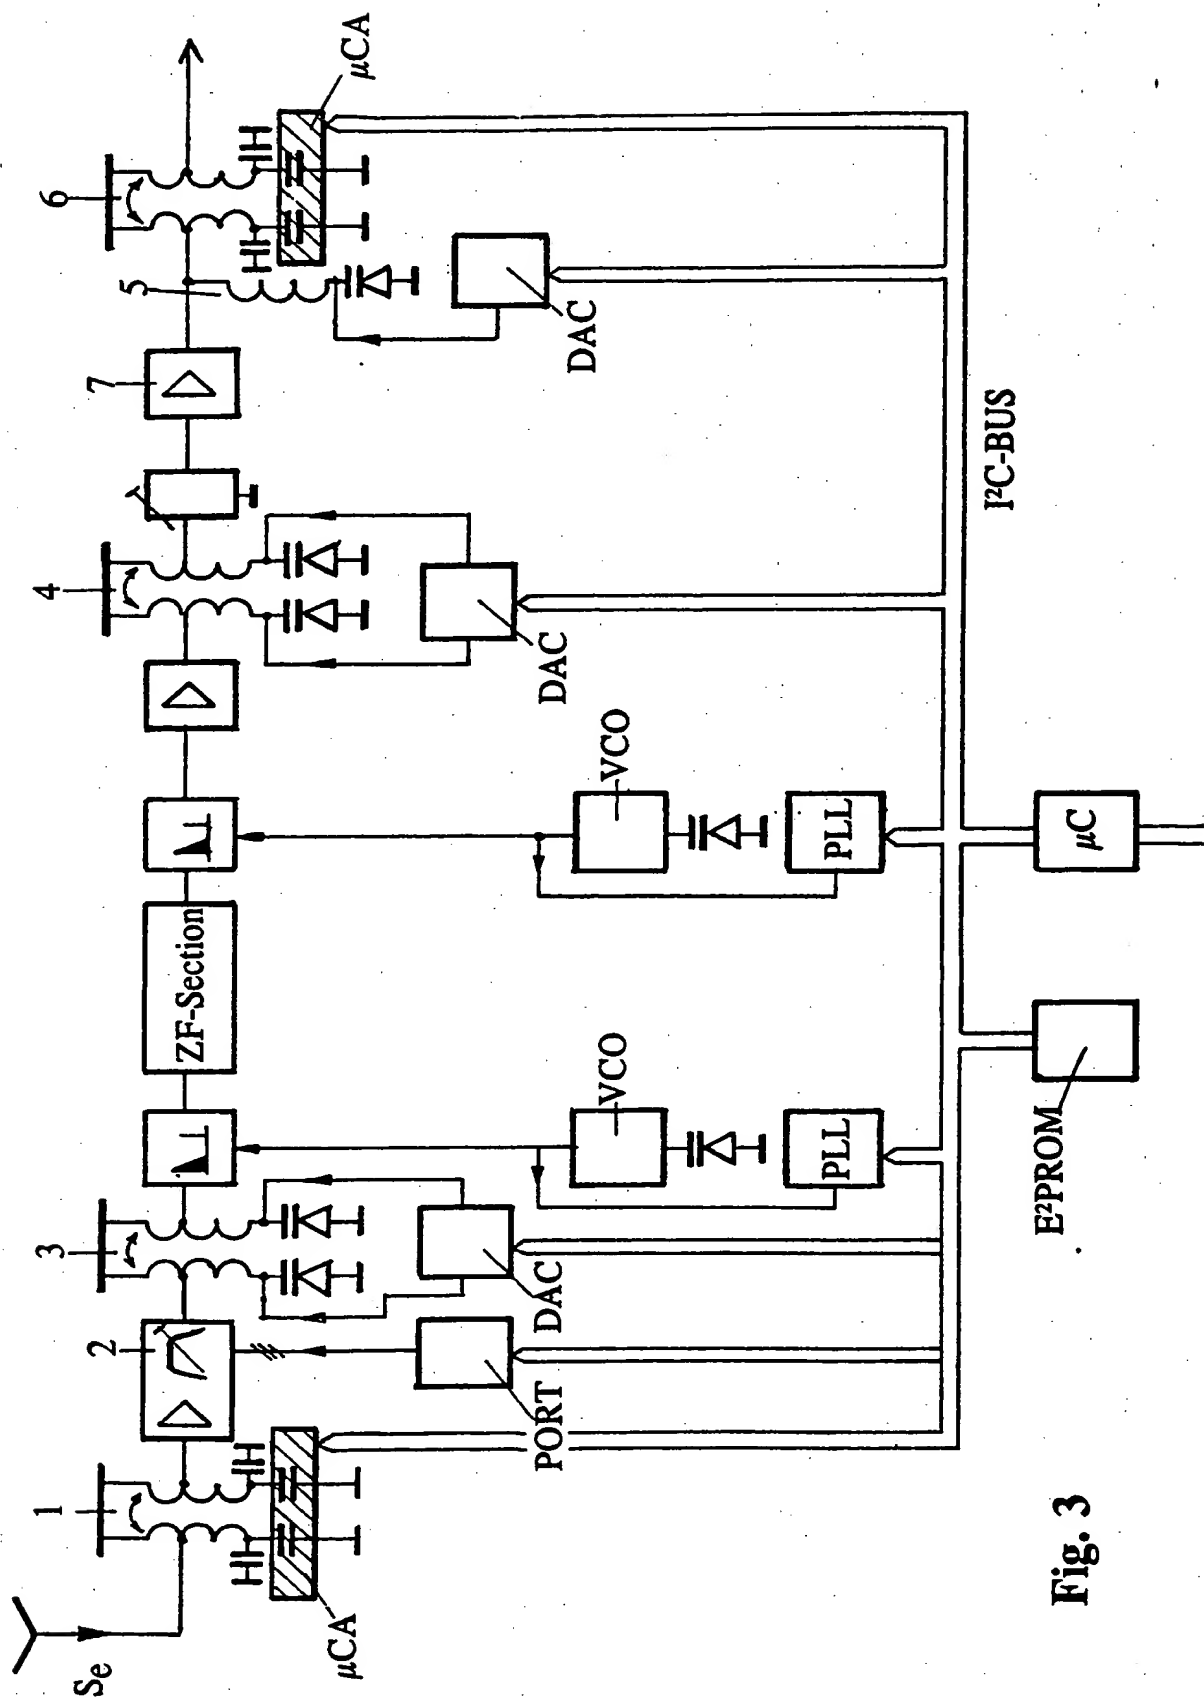 Se
1
2
3
4
7
5
6
ZF-Section
µCA
PORT
DAC
VCO
PLL
VCO
PLL
DAC
DAC
µCA
I²C-BUS
E²PROM
µC
Fig. 3